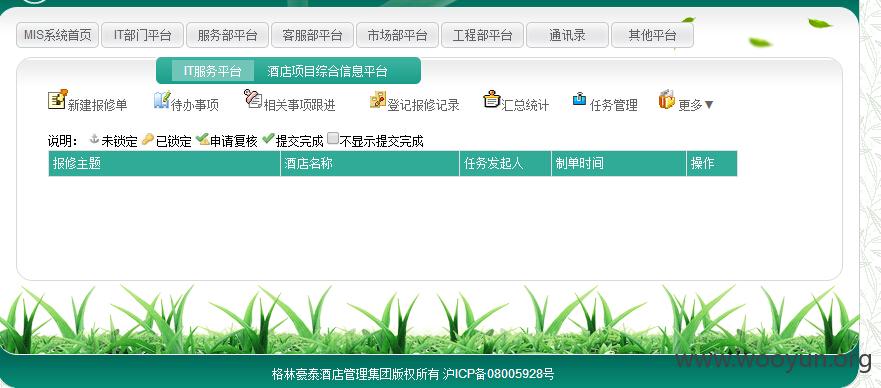 MIS系统首页 IT部门平台 服务部平台 客服部平台 市场部平台 工程部平台 通讯录 其他平台
IT服务平台 酒店项目综合信息平台
新建报修单 待办事项 相关事项跟进 登记报修记录 汇总统计 任务管理 更多▼
说明： 未锁定 已锁定 申请复核 提交完成 不显示提交完成
报修主题 酒店名称 任务发起人 制单时间 操作
www.wooyun.org
格林豪泰酒店管理集团版权所有 沪ICP备08005928号